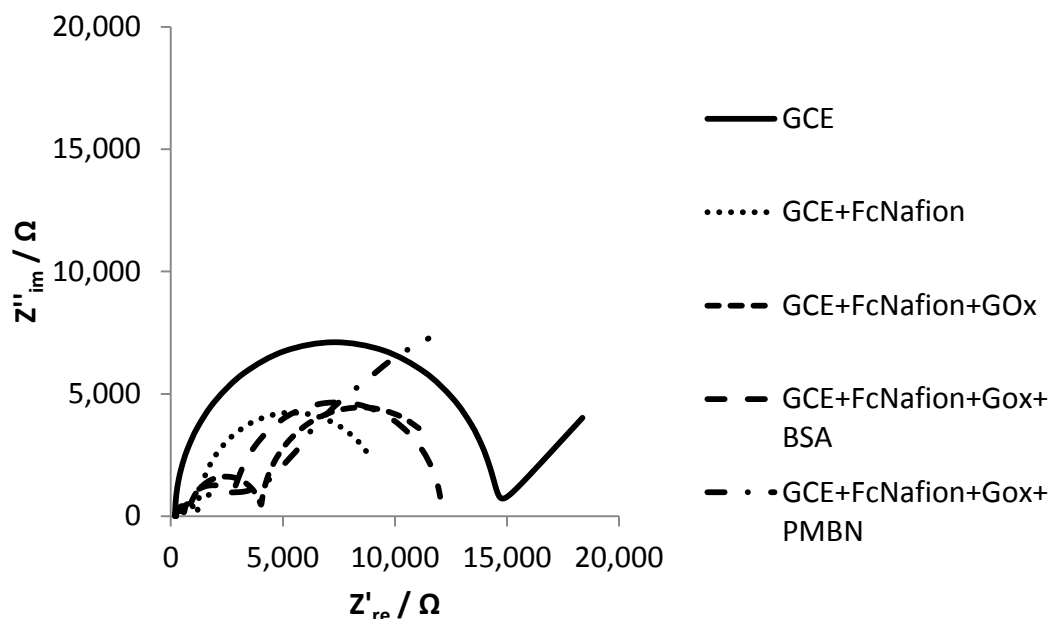 20,000
15,000
10,000
5,000
0
Z''im / Ω
0
5,000
10,000
15,000
20,000
Z're / Ω
GCE
GCE+FcNafion
GCE+FcNafion+GOx
GCE+FcNafion+Gox+
BSA
GCE+FcNafion+Gox+
PMBN